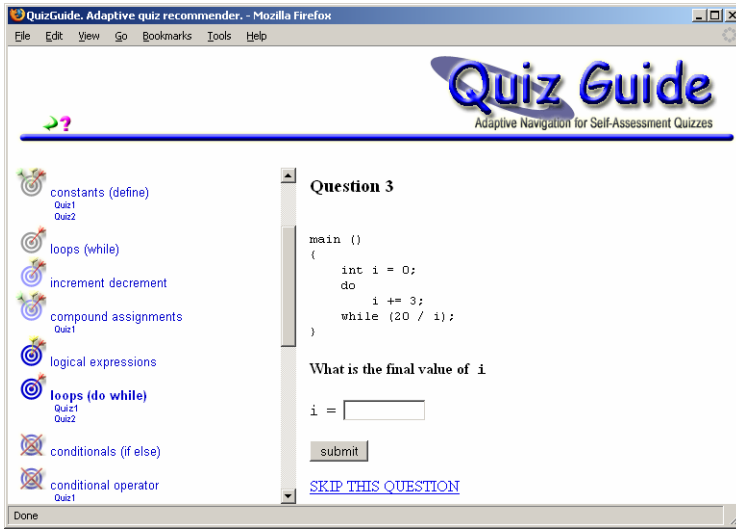 QuizGuide. Adaptive quiz recommender. - Mozilla Firefox
File Edit View Go Bookmarks Tools Help
Quiz Guide
Adaptive Navigation for Self-Assessment Quizzes
?
constants (define)
Quiz1
Quiz2
loops (while)
increment decrement
compound assignments
Quiz1
logical expressions
loops (do while)
Quiz1
Quiz2
conditionals (if else)
conditional operator
Quiz1
Question 3
main ()
{
int i = 0;
do
i += 3;
while (20 / i);
}
What is the final value of i
i =
submit
SKIP THIS QUESTION
Done